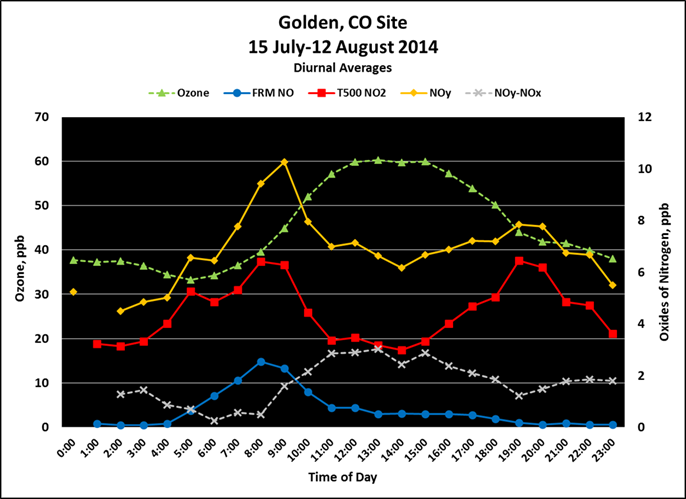 Golden, CO Site
15 July-12 August 2014
Diurnal Averages
Ozone FRM NO T500 NO2 NOy NOy-NOx
70
60
50
40
30
20
10
0
Ozone, ppb
12
10
8
6
4
2
0
Oxides of Nitrogen, ppb
0:00 1:00 2:00 3:00 4:00 5:00 6:00 7:00 8:00 9:00 10:00 11:00 12:00 13:00 14:00 15:00 16:00 17:00 18:00 19:00 20:00 21:00 22:00 23:00
Time of Day